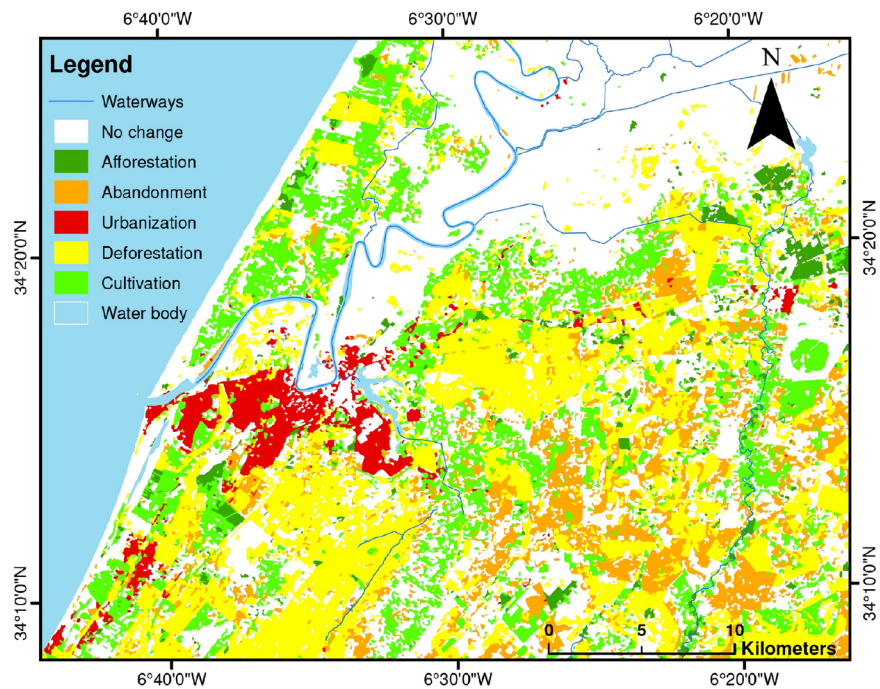 6°40'0"W 6°30'0"W 6°20'0"W
N
Legend
Waterways
No change
Afforestation
Abandonment
Urbanization
Deforestation
Cultivation
Water body
34°20'0"N
34°20'0"N
34°10'0"N
34°10'0"N
0 5 10
Kilometers
6°40'0"W 6°30'0"W 6°20'0"W